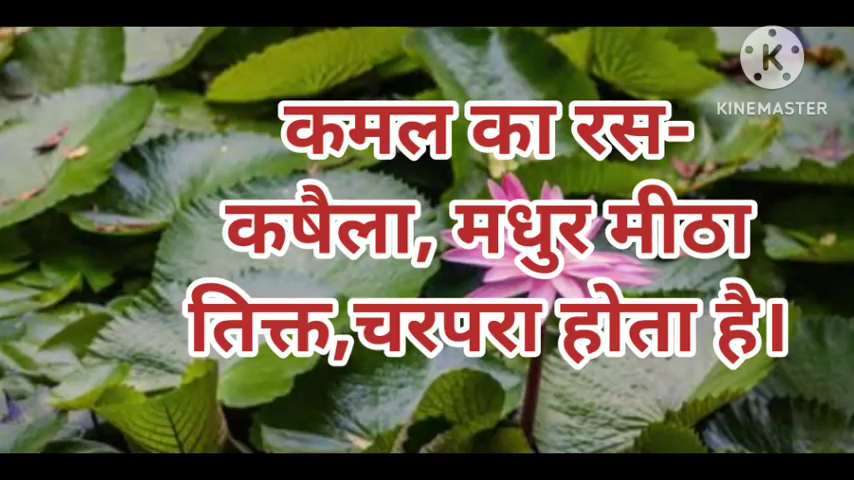 K
KINEMASTER
कमल का रस-
कषैला, मधुर मीठा
तिक्त,चरपरा होता है।